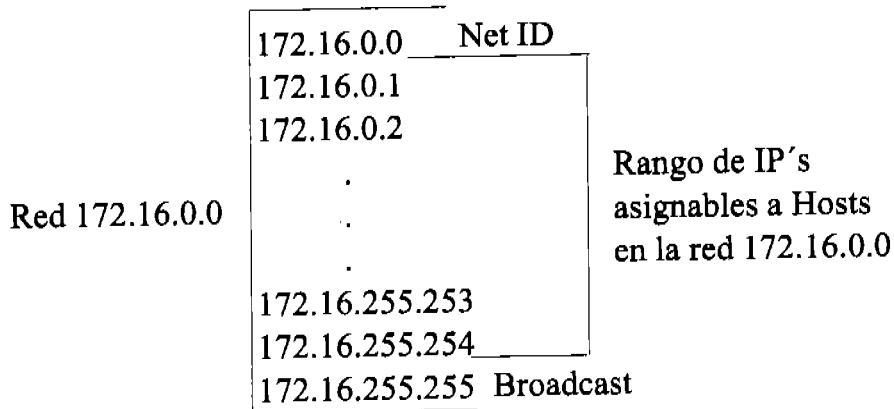 172.16.0.0 Net ID
172.16.0.1
172.16.0.2
.
.
.
172.16.255.253
172.16.255.254
172.16.255.255 Broadcast
Red 172.16.0.0
Rango de IP´s
asignables a Hosts
en la red 172.16.0.0